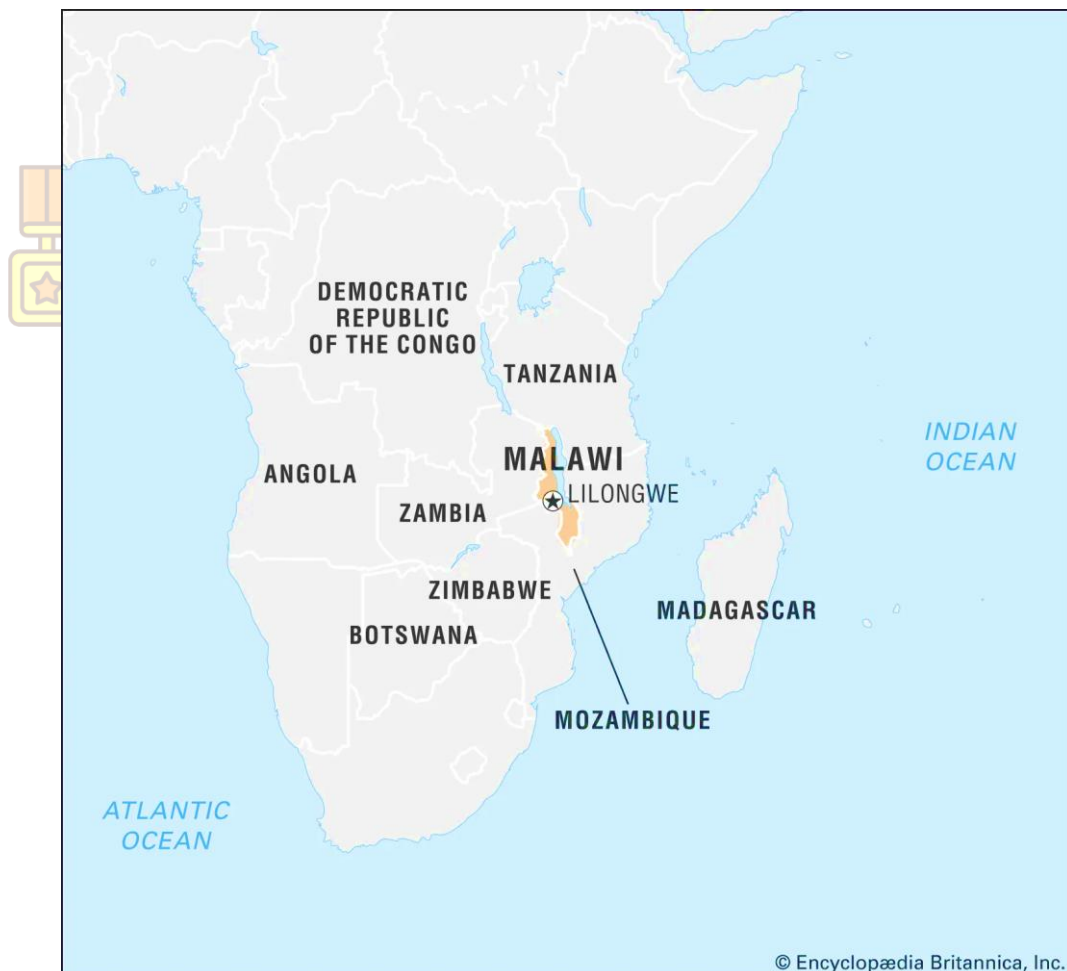 DEMOCRATIC
REPUBLIC
OF THE CONGO
TANZANIA
INDIAN
OCEAN
MALAWI
ANGOLA
LILONGWE
ZAMBIA
ZIMBABWE
MADAGASCAR
BOTSWANA
MOZAMBIQUE
ATLANTIC
OCEAN
© Encyclopædia Britannica, Inc.